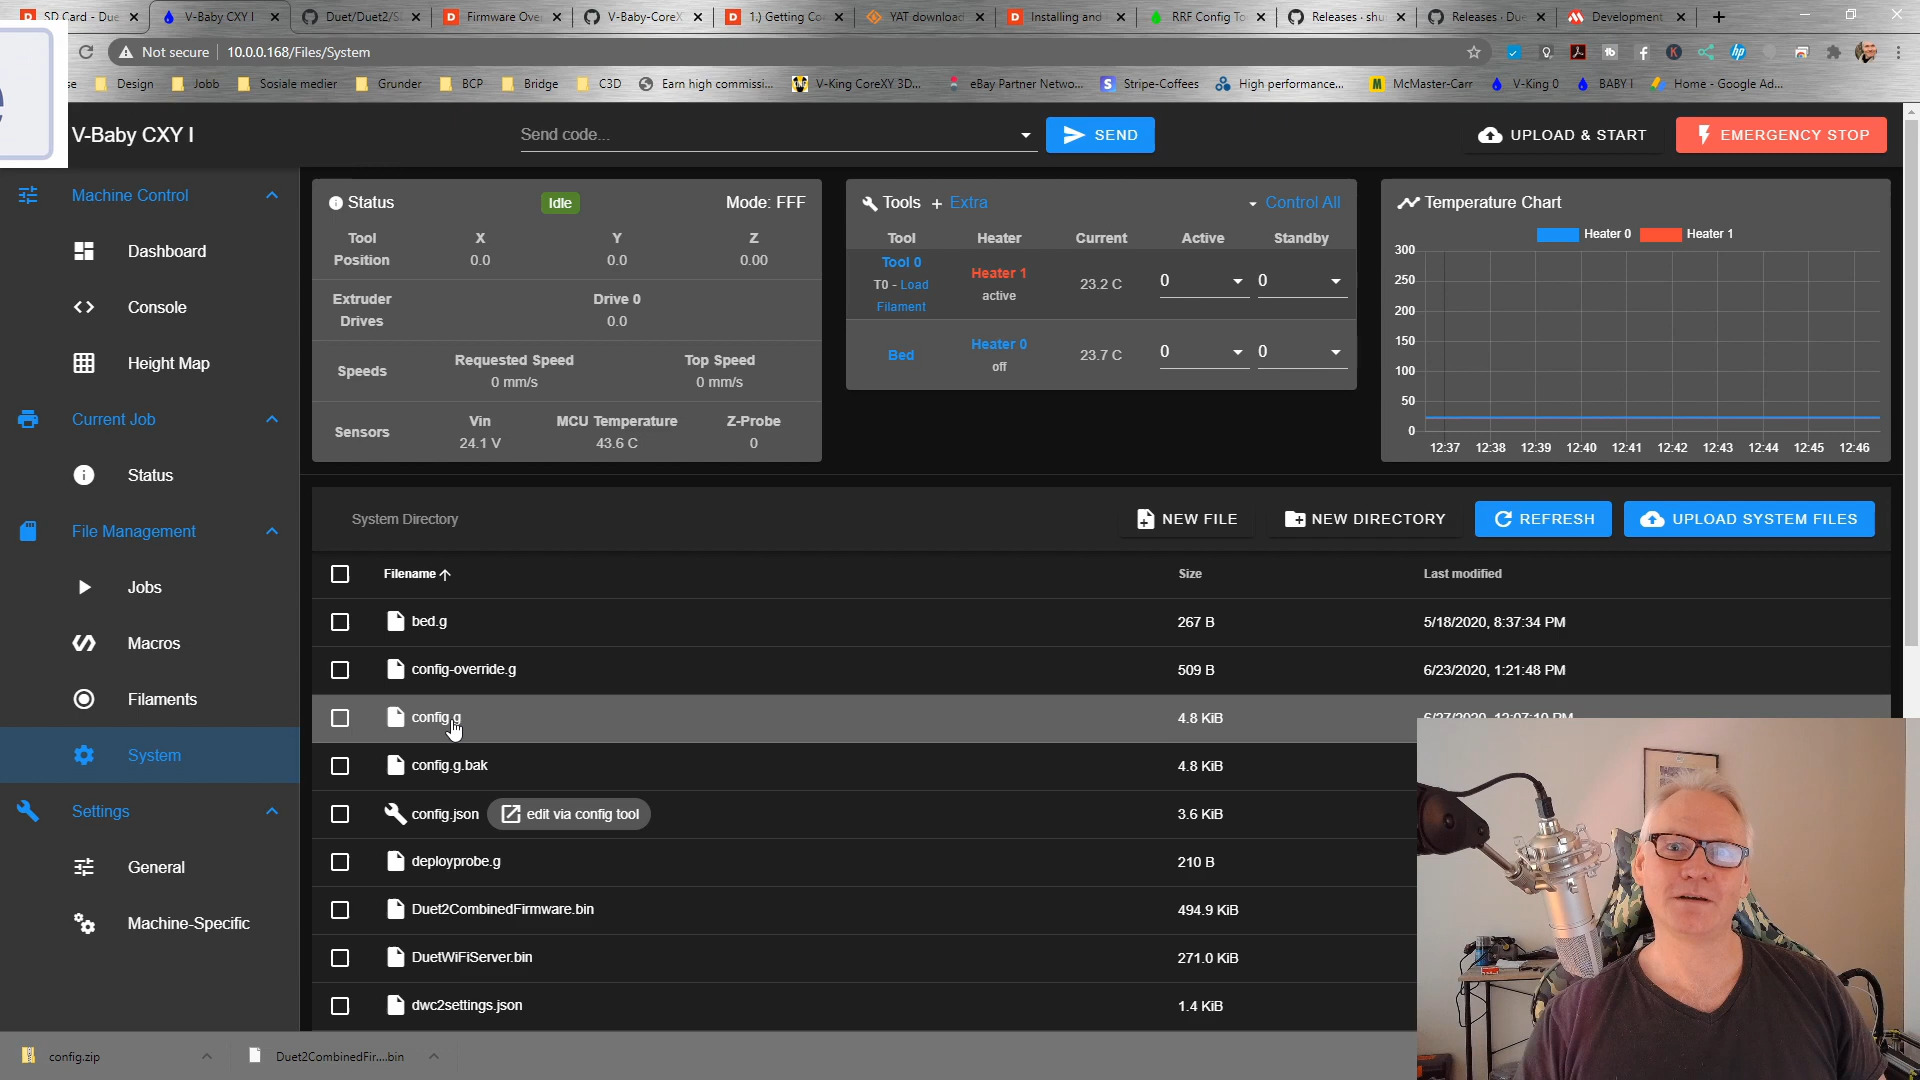 SD Card - Due
V-Baby CXY I
Duet/Duet2/S
Firmware Ove
V-Baby-CoreX
1.) Getting Co
YAT download
Installing and
RRF Config To
Releases · shu
Releases · Due
Development
Not secure
10.0.0.168/Files/System
Design
Jobb
Sosiale medier
Grunder
BCP
Bridge
C3D
Earn high commissi...
V-King CoreXY 3D...
eBay Partner Netwo...
Stripe-Coffees
High performance...
McMaster-Carr
V-King 0
BABY I
Home - Google Ad...
V-Baby CXY I
Send code...
SEND
UPLOAD & START
EMERGENCY STOP
Machine Control
Dashboard
Console
Height Map
Current Job
Status
File Management
Jobs
Macros
Filaments
System
Settings
General
Machine-Specific
Status
Idle
Mode: FFF
Tool Position
X
Y
Z
0.0
0.0
0.00
Extruder Drives
Drive 0
0.0
Speeds
Requested Speed
0 mm/s
Top Speed
0 mm/s
Sensors
Vin
24.1 V
MCU Temperature
43.6 C
Z-Probe
0
Tools + Extra
Control All
Tool
Heater
Current
Active
Standby
Tool 0
T0 - Load Filament
Heater 1
active
23.2 C
0
0
Bed
Heater 0
off
23.7 C
0
0
Temperature Chart
Heater 0
Heater 1
300
250
200
150
100
50
0
12:37
12:38
12:39
12:40
12:41
12:42
12:43
12:44
12:45
12:46
System Directory
NEW FILE
NEW DIRECTORY
REFRESH
UPLOAD SYSTEM FILES
Filename
Size
Last modified
bed.g
267 B
5/18/2020, 8:37:34 PM
config-override.g
509 B
6/23/2020, 1:21:48 PM
config.g
4.8 KiB
6/27/2020, 12:07:10 PM
config.g.bak
4.8 KiB
config.json
edit via config tool
3.6 KiB
deployprobe.g
210 B
Duet2CombinedFirmware.bin
494.9 KiB
DuetWiFiServer.bin
271.0 KiB
dwc2settings.json
1.4 KiB
config.zip
Duet2CombinedFir....bin